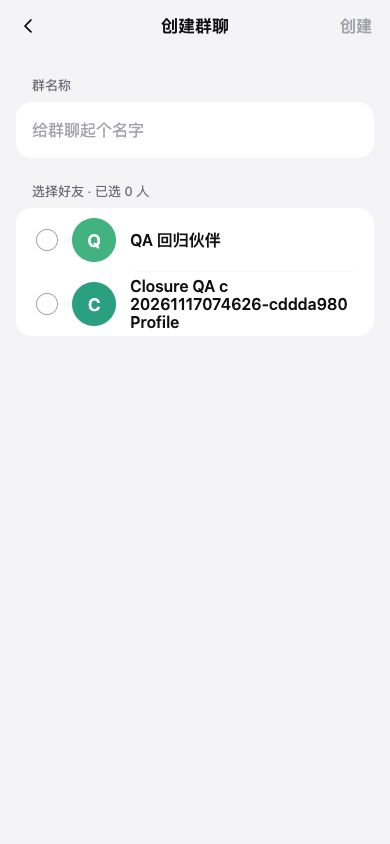 创建群聊
创建
群名称
给群聊起个名字
选择好友 · 已选 0 人
Q
QA 回归伙伴
C
Closure QA c
20261117074626-cddda980
Profile